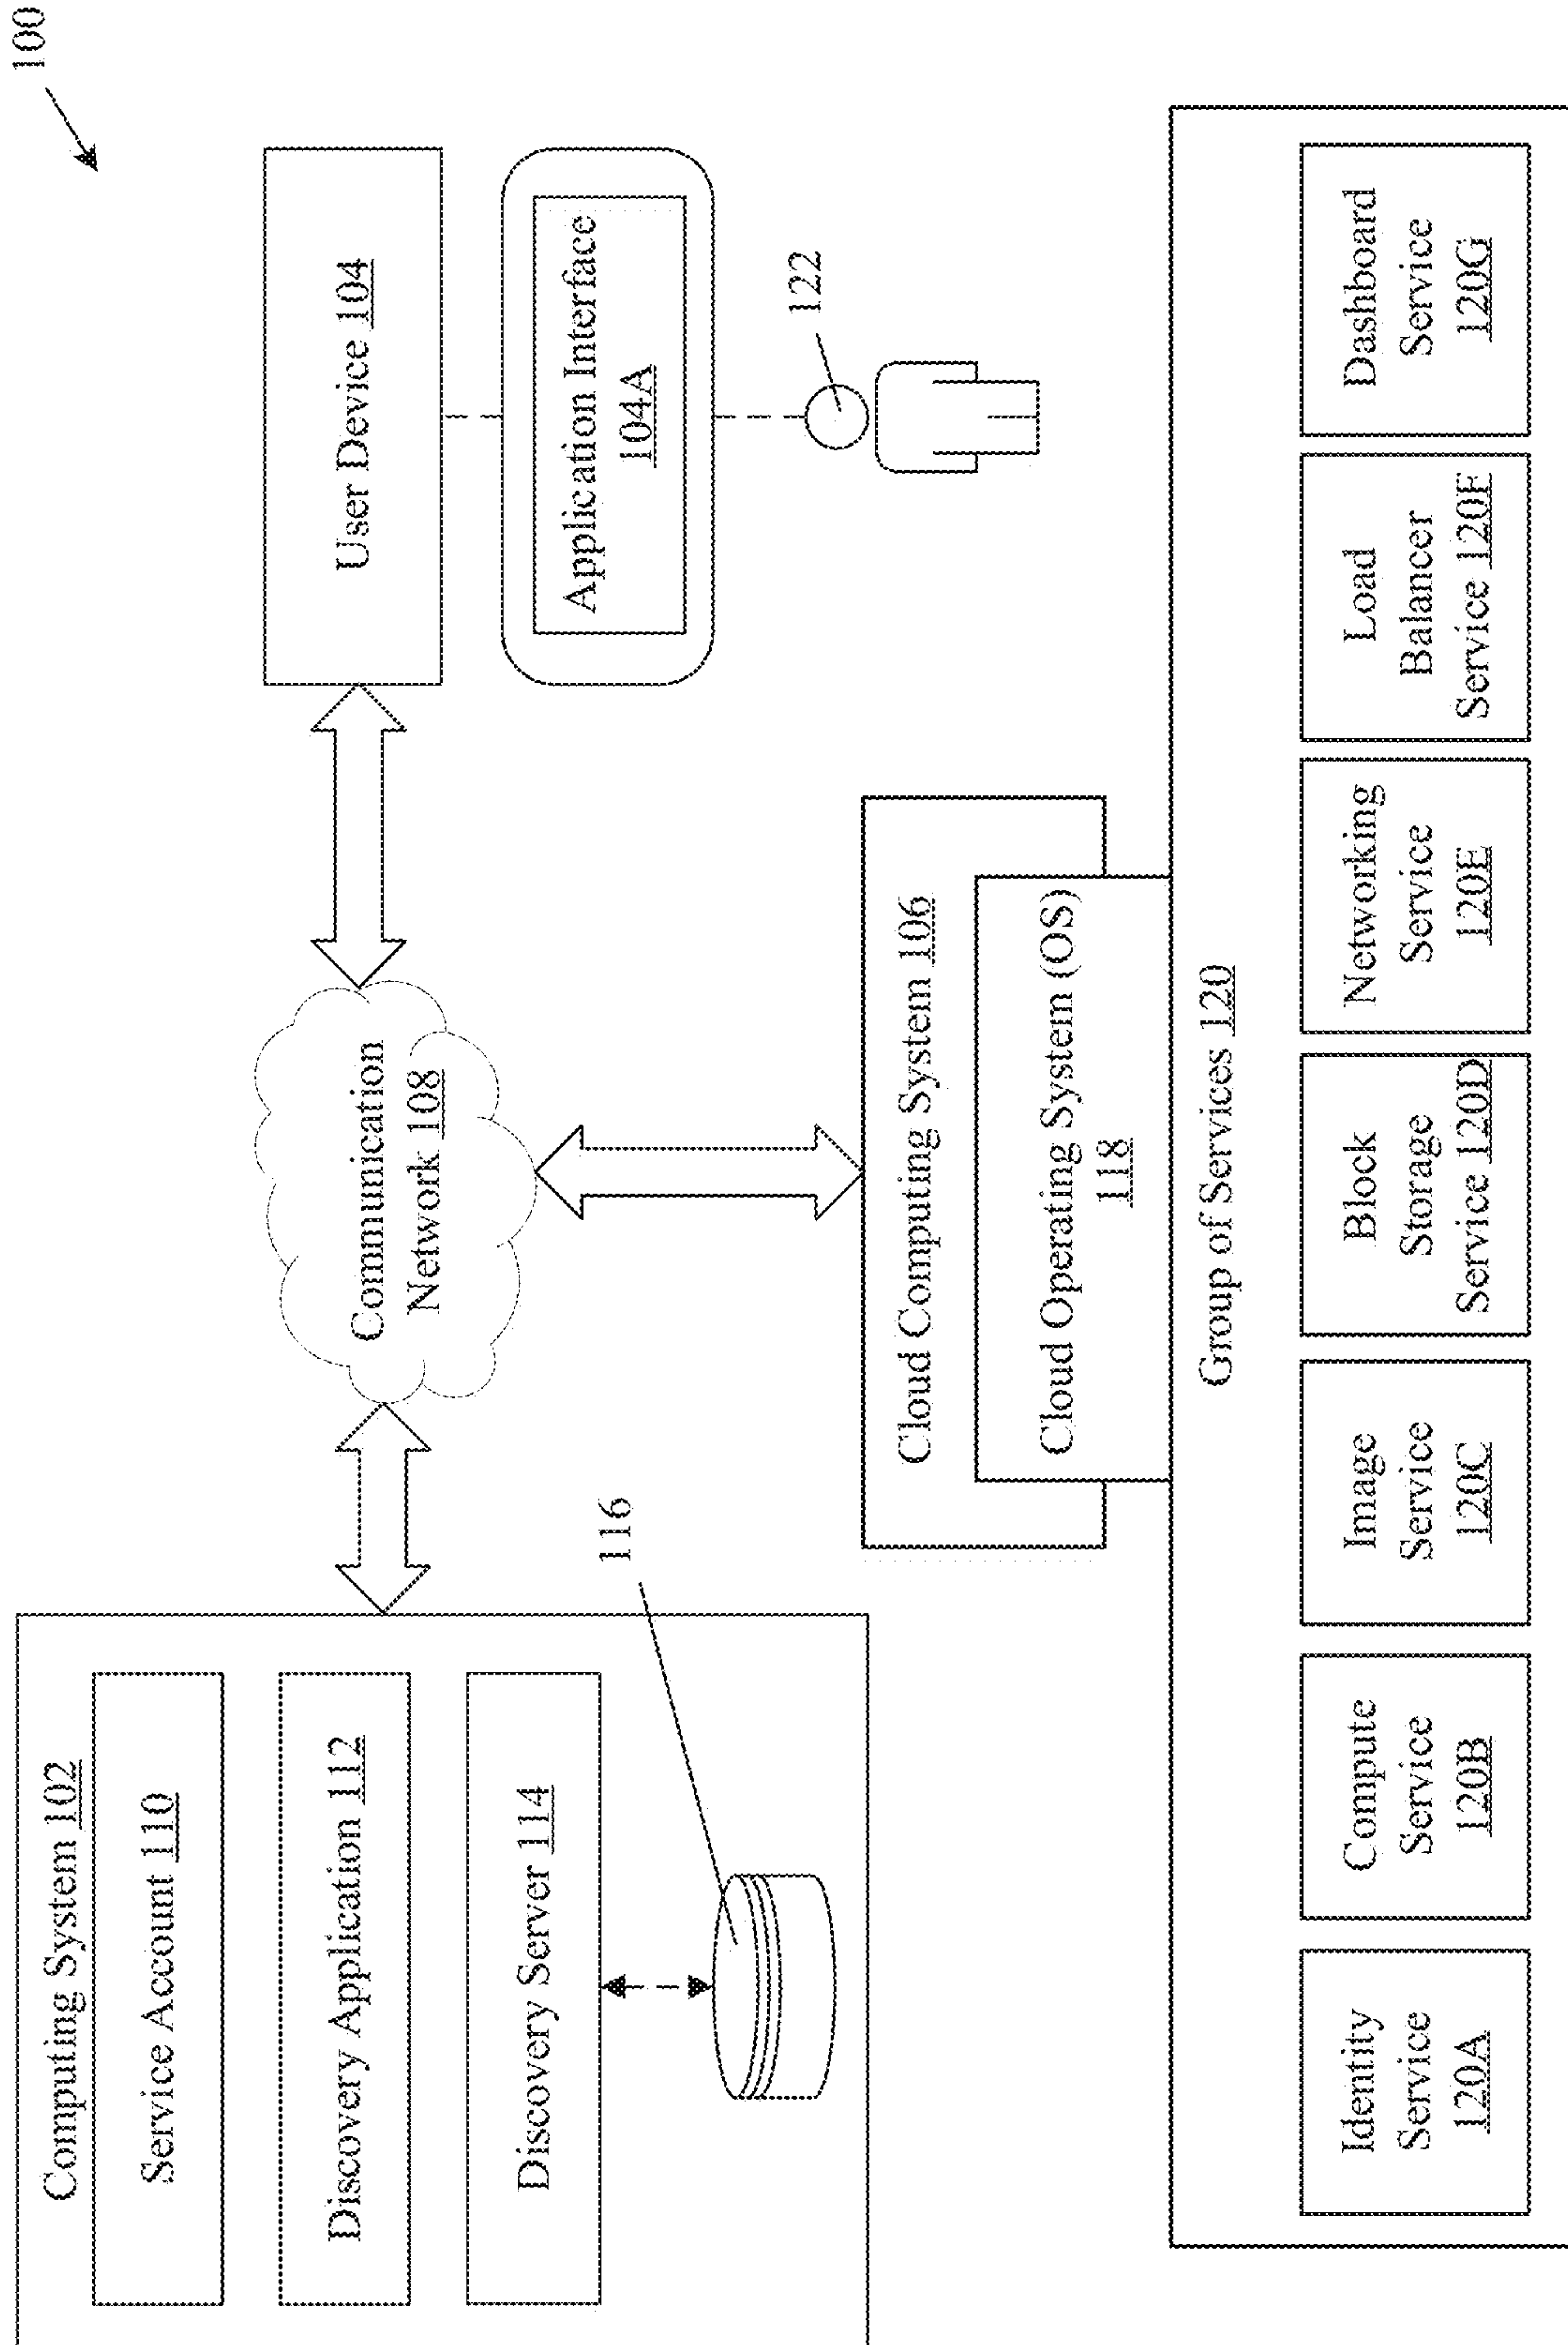 100
Computing System 102
Service Account 110
Discovery Application 112
Discovery Server 114
116
Communication
Network 108
User Device 104
Application Interface
104A
122
Cloud Computing System 106
Cloud Operating System (OS)
118
Group of Services 120
Identity
Service
120A
Compute
Service
120B
Image
Service
120C
Block
Storage
Service 120D
Networking
Service
120E
Load
Balancer
Service 120F
Dashboard
Service
120G